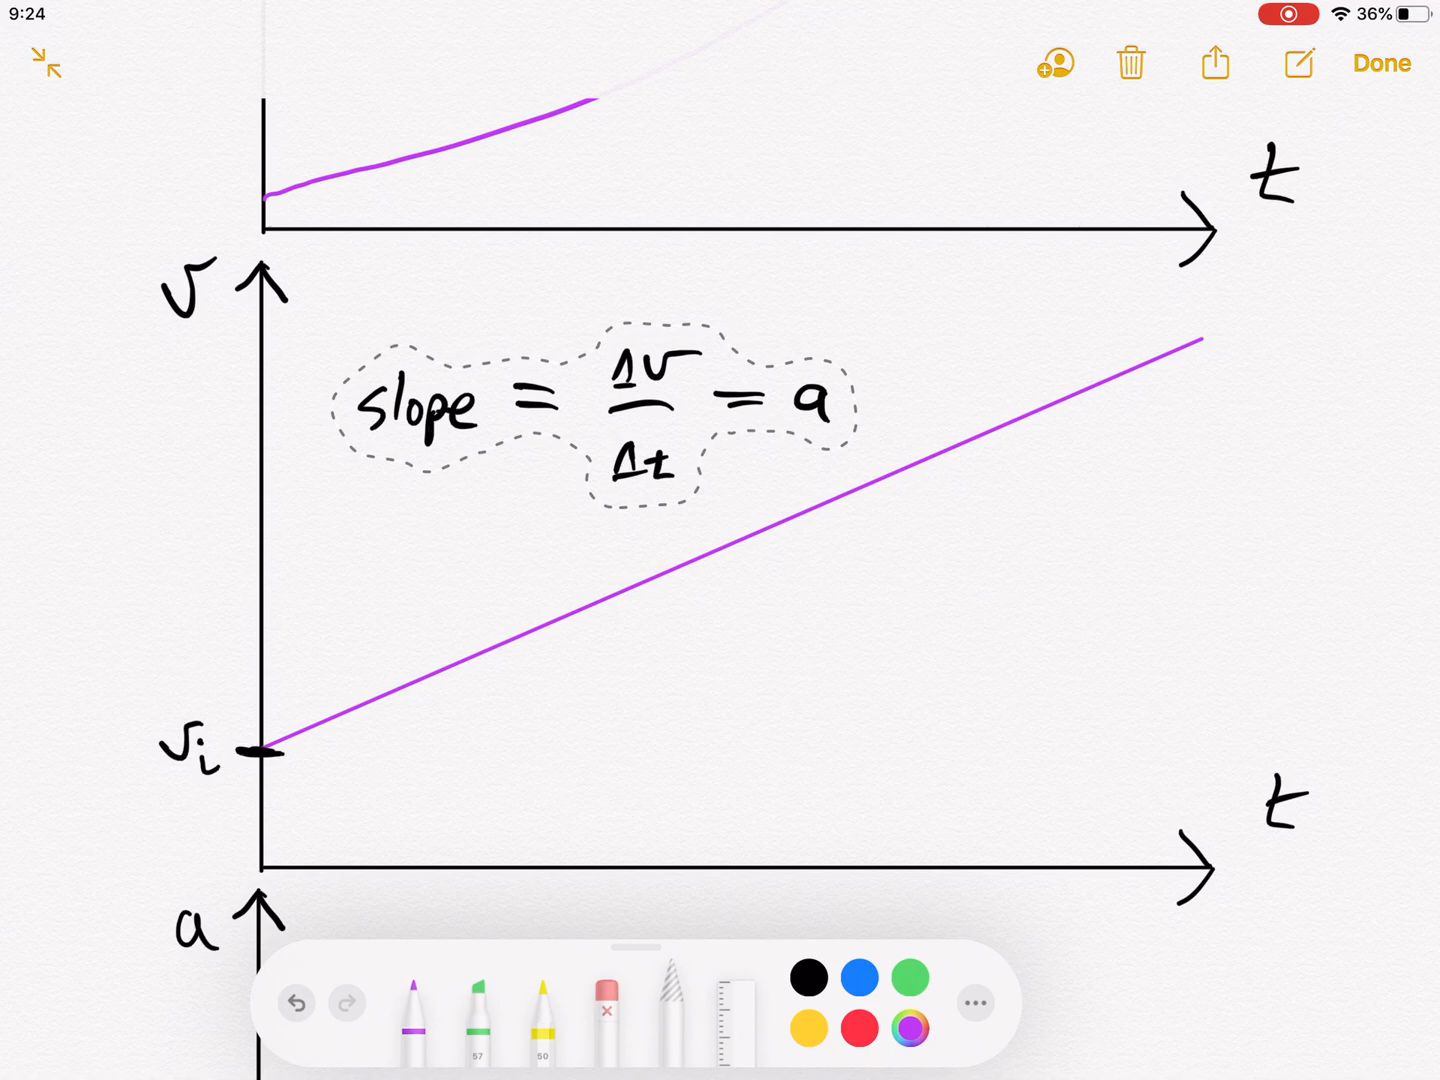 9:24
36%
Done
t
v
slope = Δv/Δt = a
vi
t
a
57
50